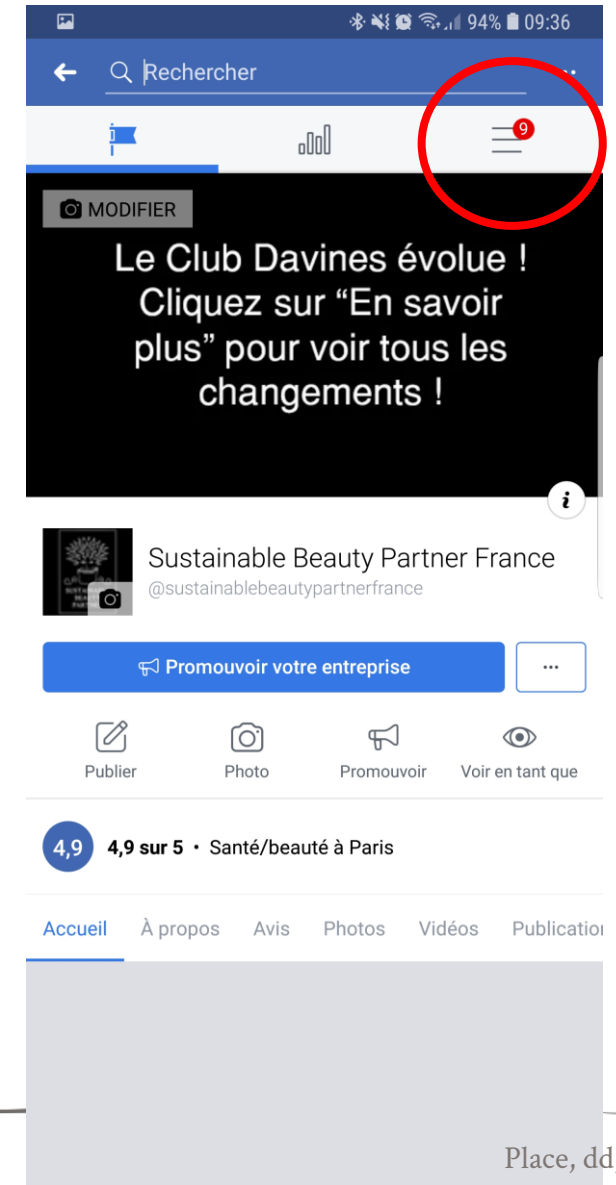 94% 09:36
Rechercher
9
MODIFIER
Le Club Davines évolue !
Cliquez sur “En savoir
plus” pour voir tous les
changements !
Sustainable Beauty Partner France
@sustainablebeautypartnerfrance
Promouvoir votre entreprise
Publier Photo Promouvoir Voir en tant que
4,9 4,9 sur 5 • Santé/beauté à Paris
Accueil À propos Avis Photos Vidéos Publication
Place, dd